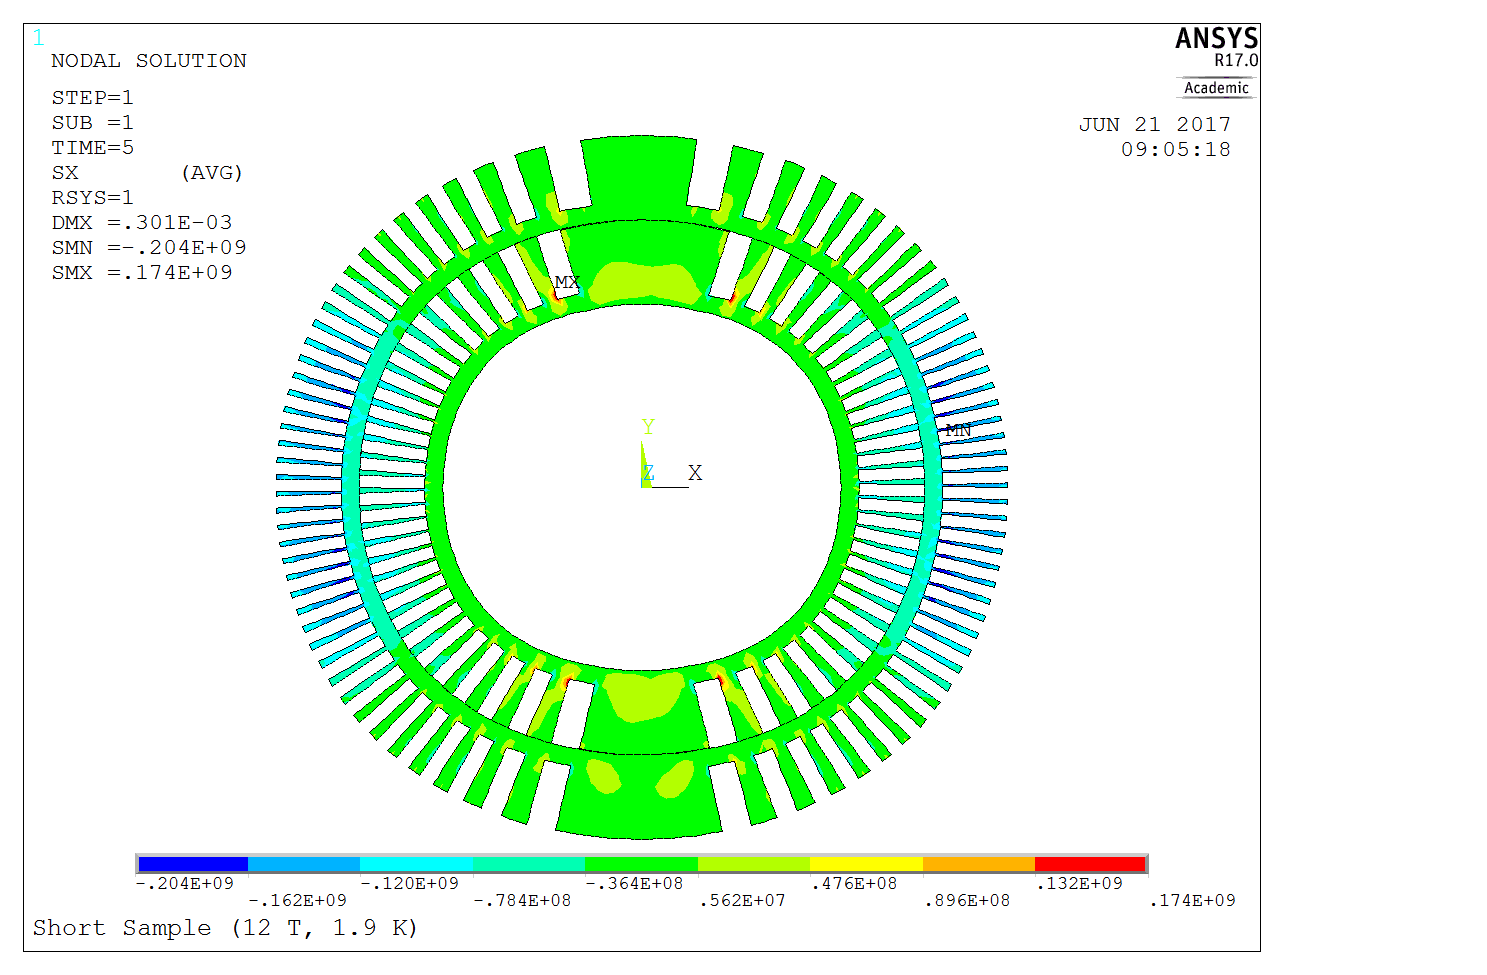 1
ANSYS
R17.0
Academic
NODAL SOLUTION
STEP=1
SUB =1
TIME=5
SX (AVG)
RSYS=1
DMX =.301E-03
SMN =-.204E+09
SMX =.174E+09
JUN 21 2017
09:05:18
MX
MN
Y
Z X
-.204E+09 -.120E+09 -.364E+08 .476E+08 .132E+09
-.162E+09 -.784E+08 .562E+07 .896E+08 .174E+09
Short Sample (12 T, 1.9 K)